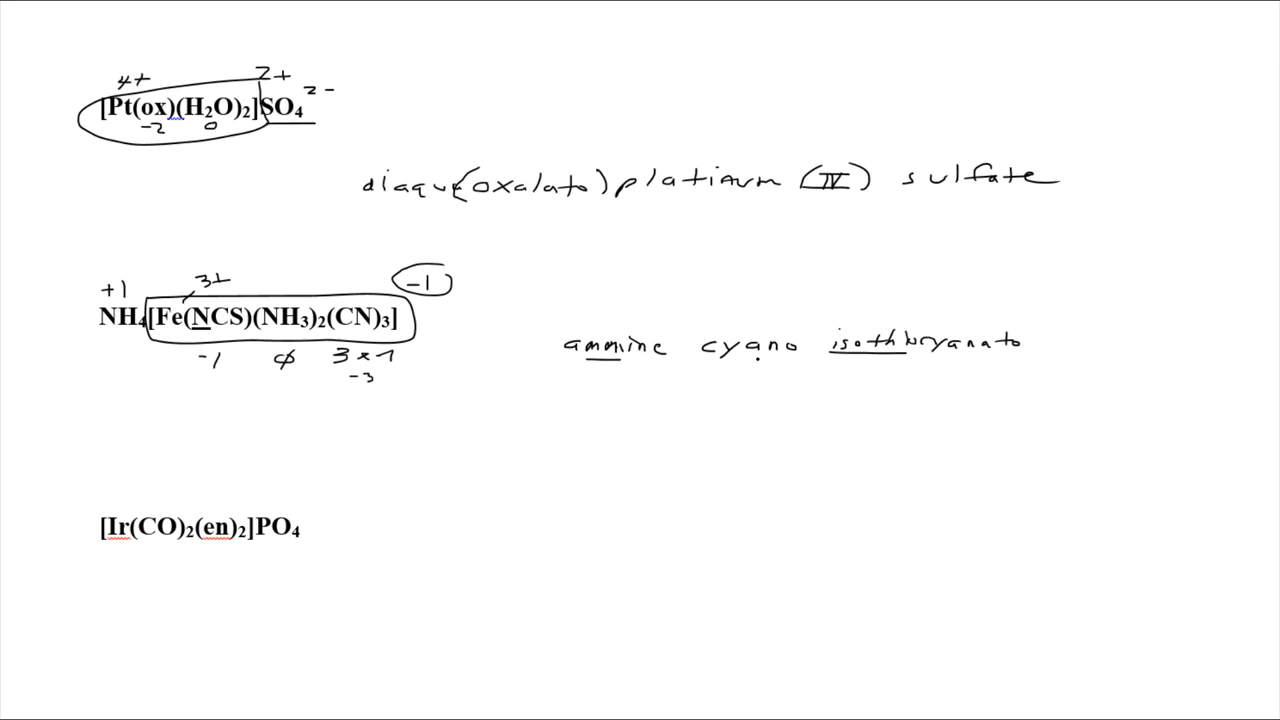 4+ 2+
[Pt(ox)(H₂O)₂]SO₄ 2-
-2 0
diaqua(oxalato)platinum (IV) sulfate
+1 3+ -1
NH₄[Fe(NCS)(NH₃)₂(CN)₃]
-1 0 3×-1
-3
ammine cyano isothiocyanato
[Ir(CO)₂(en)₂]PO₄